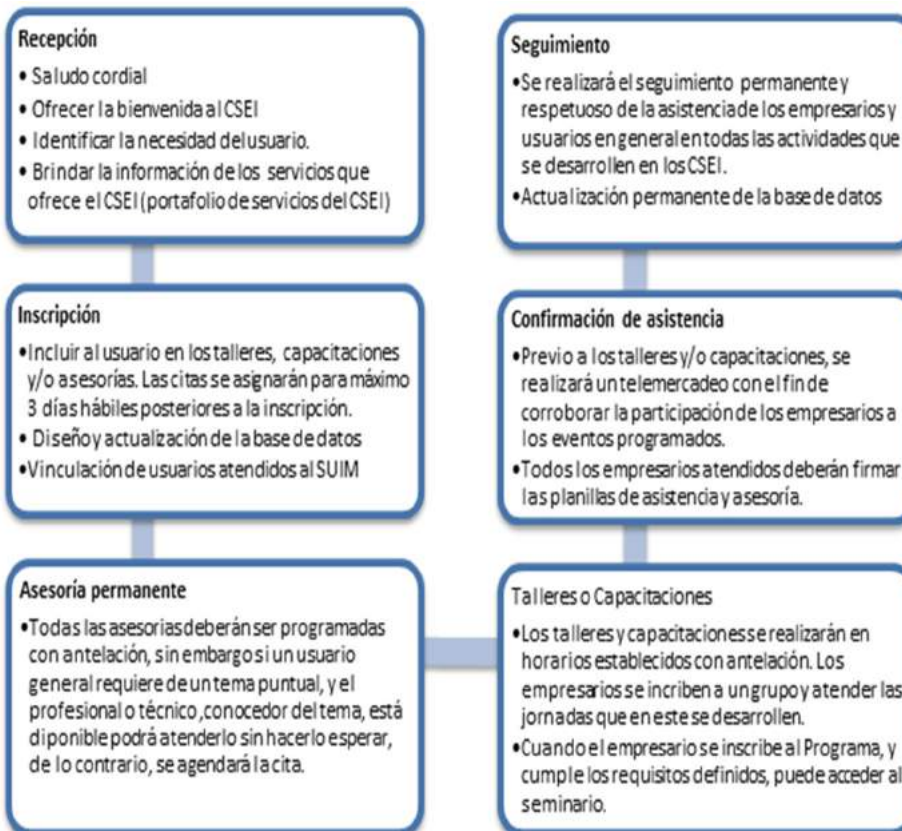 Recepción
• Saludo cordial
• Ofrecer la bienvenida al CSEI
• Identificar la necesidad del usuario.
• Brindar la información de los servicios que
ofrece el CSEI (portafolio de servicios del CSEI)
Inscripción
•Incluir al usuario en los talleres, capacitaciones
y/o asesorías. Las citas se asignarán para máximo
3 días hábiles posteriores a la inscripción.
• Diseño y actualización de la base de datos
•Vinculación de usuarios atendidos al SUIM
Asesoría permanente
•Todas las asesorias deberán ser programadas
con antelación, sin embargo si un usuario
general requiere de un tema puntual, y el
profesional o técnico ,conocedor del tema, está
diponible podrá atenderlo sin hacerlo esperar,
de lo contrario, se agendará la cita.
Talleres o Capacitaciones
•Los talleres y capacitaciones se realizarán en
horarios establecidos con antelación. Los
empresarios se incriben a un grupo y atender las
jornadas que en este se desarrollen.
•Cuando el empresario se inscribe al Programa, y
cumple los requisitos definidos, puede acceder al
seminario.
Confirmación de asistencia
•Previo a los talleres y/o capacitaciones, se
realizará un telemercadeo con el fin de
corroborar la participación de los empresarios a
los eventos programados.
•Todos los empresarios atendidos deberán firmar
las planillas de asistencia y asesoría.
Seguimiento
•Se realizará el seguimiento permanente y
respetuoso de la asistencia de los empresarios y
usuarios en general en todas las actividades que
se desarrollen en los CSEI.
•Actualización permanente de la base de datos